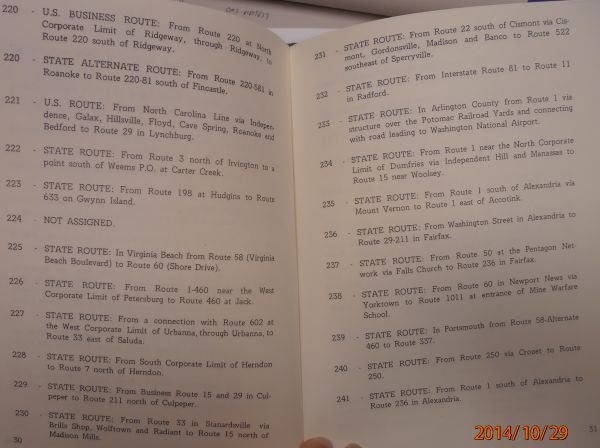 220 - U.S. BUSINESS ROUTE: From Route 220 at North
Corporate Limit of Ridgeway, through Ridgeway, to
Route 220 south of Ridgeway.
220 - STATE ALTERNATE ROUTE: From Route 220-581 in
Roanoke to Route 220-81 south of Fincastle.
221 - U.S. ROUTE: From North Carolina Line via Indepen-
dence, Galax, Hillsville, Floyd, Cave Spring, Roanoke and
Bedford to Route 29 in Lynchburg.
222 - STATE ROUTE: From Route 3 north of Irvington to a
point south of Weems P.O. at Carter Creek.
223 - STATE ROUTE: From Route 198 at Hudgins to Route
633 on Gwynn Island.
224 - NOT ASSIGNED.
225 - STATE ROUTE: In Virginia Beach from Route 58 (Virginia
Beach Boulevard) to Route 60 (Shore Drive).
226 - STATE ROUTE: From Route 1-460 near the West
Corporate Limit of Petersburg to Route 460 at Jack.
227 - STATE ROUTE: From a connection with Route 602 at
the West Corporate Limit of Urbanna, through Urbanna, to
Route 33 east of Saluda.
228 - STATE ROUTE: From South Corporate Limit of Herndon
to Route 7 north of Herndon.
229 - STATE ROUTE: From Business Route 15 and 29 in Cul-
peper to Route 211 north of Culpeper.
230 - STATE ROUTE: From Route 33 in Stanardsville via
Brills Shop, Wolftown and Radiant to Route 15 north of
Madison Mills.
30
231 - STATE ROUTE: From Route 22 south of Cismont via Cis-
mont, Gordonsville, Madison and Banco to Route 522
southeast of Sperryville.
232 - STATE ROUTE: From Interstate Route 81 to Route 11
in Radford.
233 - STATE ROUTE: In Arlington County from Route 1 via
structure over the Potomac Railroad Yards and connecting
with road leading to Washington National Airport.
234 - STATE ROUTE: From Route 1 near the North Corporate
Limit of Dumfries via Independent Hill and Manassas to
Route 15 near Woolsey.
235 - STATE ROUTE: From Route 1 south of Alexandria via
Mount Vernon to Route 1 east of Accotink.
236 - STATE ROUTE: From Washington Street in Alexandria to
Route 29-211 in Fairfax.
237 - STATE ROUTE: From Route 50 at the Pentagon Net-
work via Falls Church to Route 236 in Fairfax.
238 - STATE ROUTE: From Route 60 in Newport News via
Yorktown to Route 1011 at entrance of Mine Warfare
School.
239 - STATE ROUTE: In Portsmouth from Route 58-Alternate
460 to Route 337.
240 - STATE ROUTE: From Route 250 via Crozet to Route
250.
241 - STATE ROUTE: From Route 1 south of Alexandria to
Route 236 in Alexandria.
31
2014/10/29